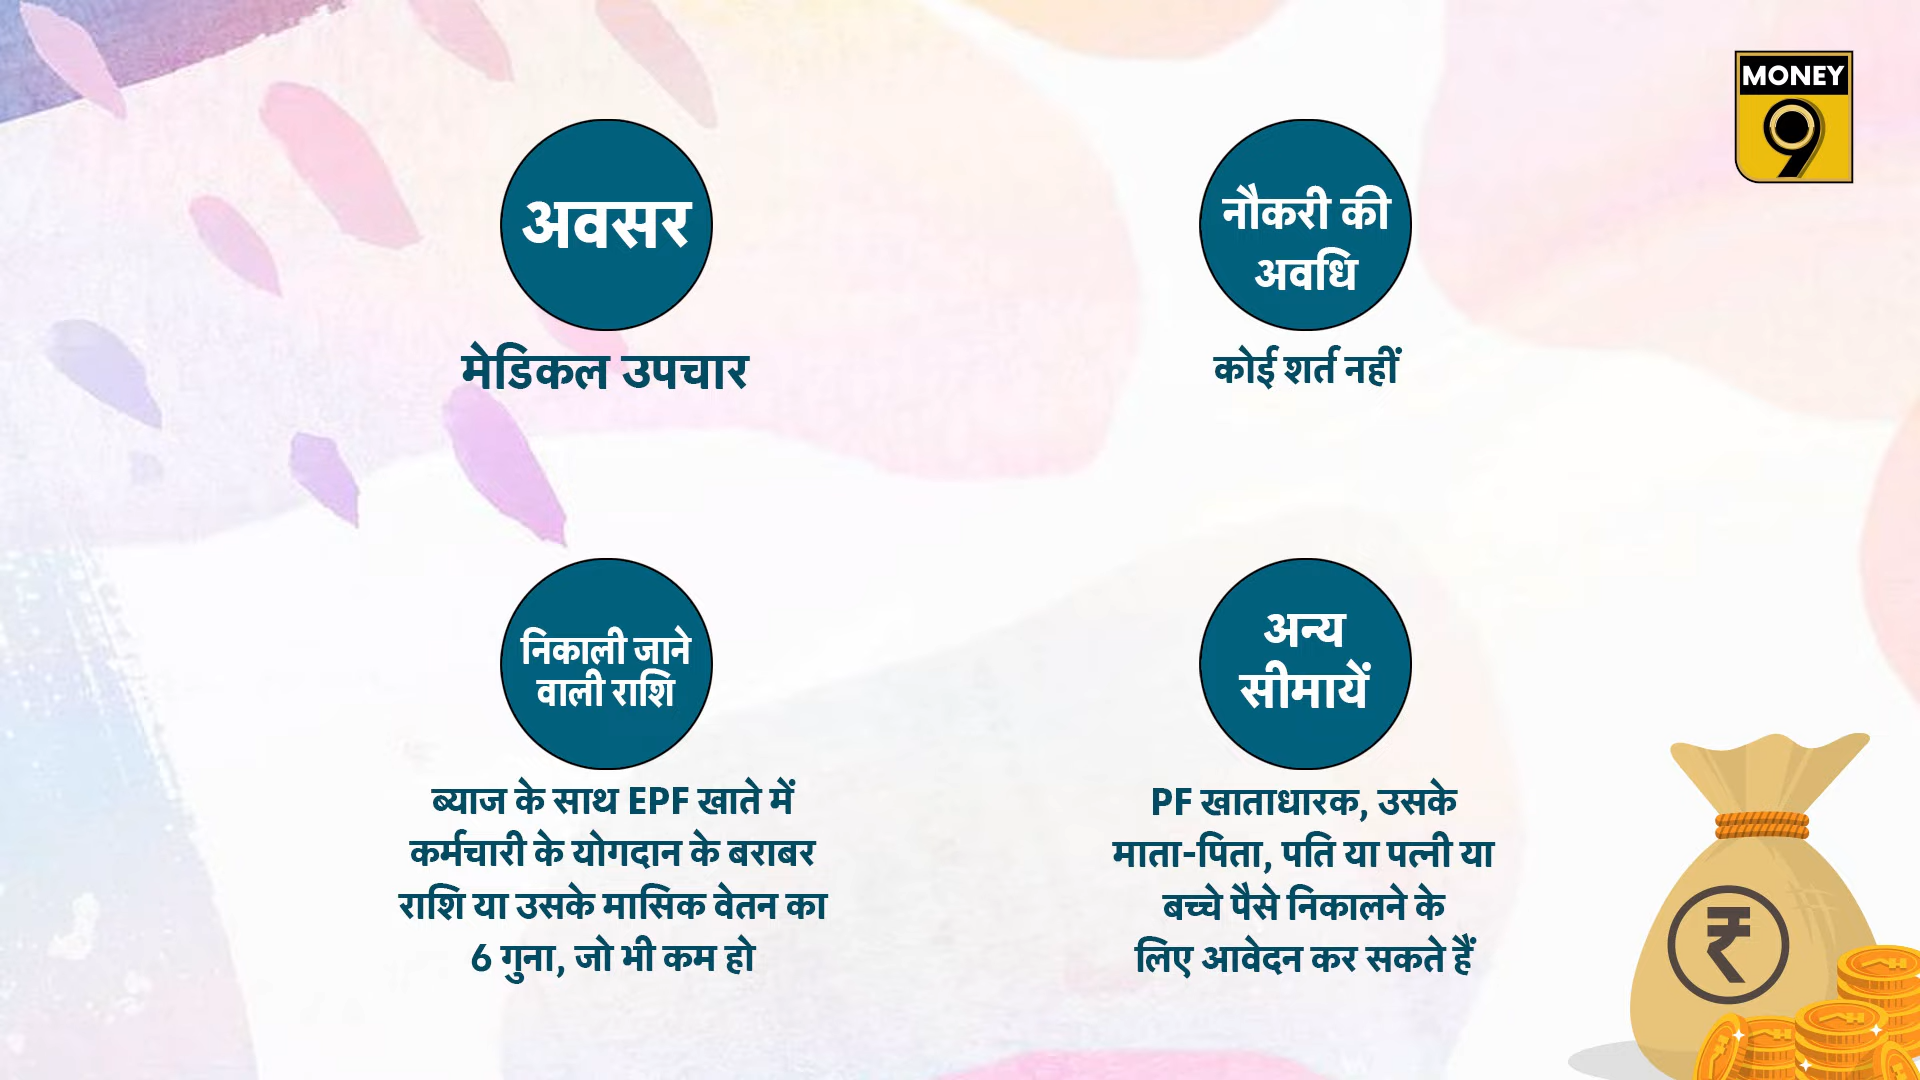 MONEY
9
अवसर
मेडिकल उपचार
नौकरी की
अवधि
कोई शर्त नहीं
निकाली जाने
वाली राशि
ब्याज के साथ EPF खाते में
कर्मचारी के योगदान के बराबर
राशि या उसके मासिक वेतन का
6 गुना, जो भी कम हो
अन्य
सीमायें
PF खाताधारक, उसके
माता-पिता, पति या पत्नी या
बच्चे पैसे निकालने के
लिए आवेदन कर सकते हैं
₹